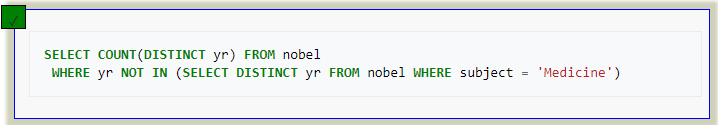 ✓
SELECT COUNT(DISTINCT yr) FROM nobel
WHERE yr NOT IN (SELECT DISTINCT yr FROM nobel WHERE subject = 'Medicine')